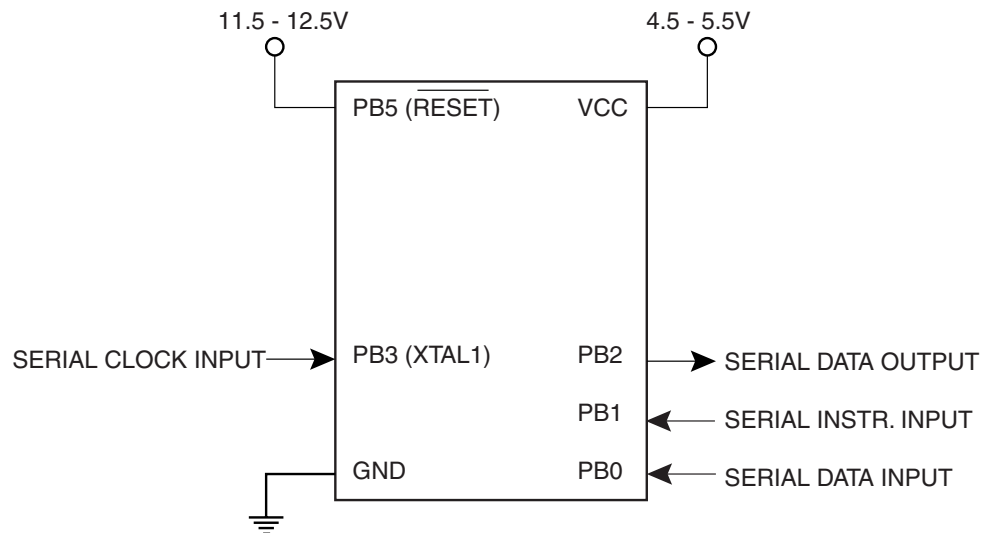 11.5 - 12.5V
4.5 - 5.5V
PB5 (RESET)
VCC
SERIAL CLOCK INPUT
PB3 (XTAL1)
PB2
SERIAL DATA OUTPUT
PB1
SERIAL INSTR. INPUT
GND
PB0
SERIAL DATA INPUT